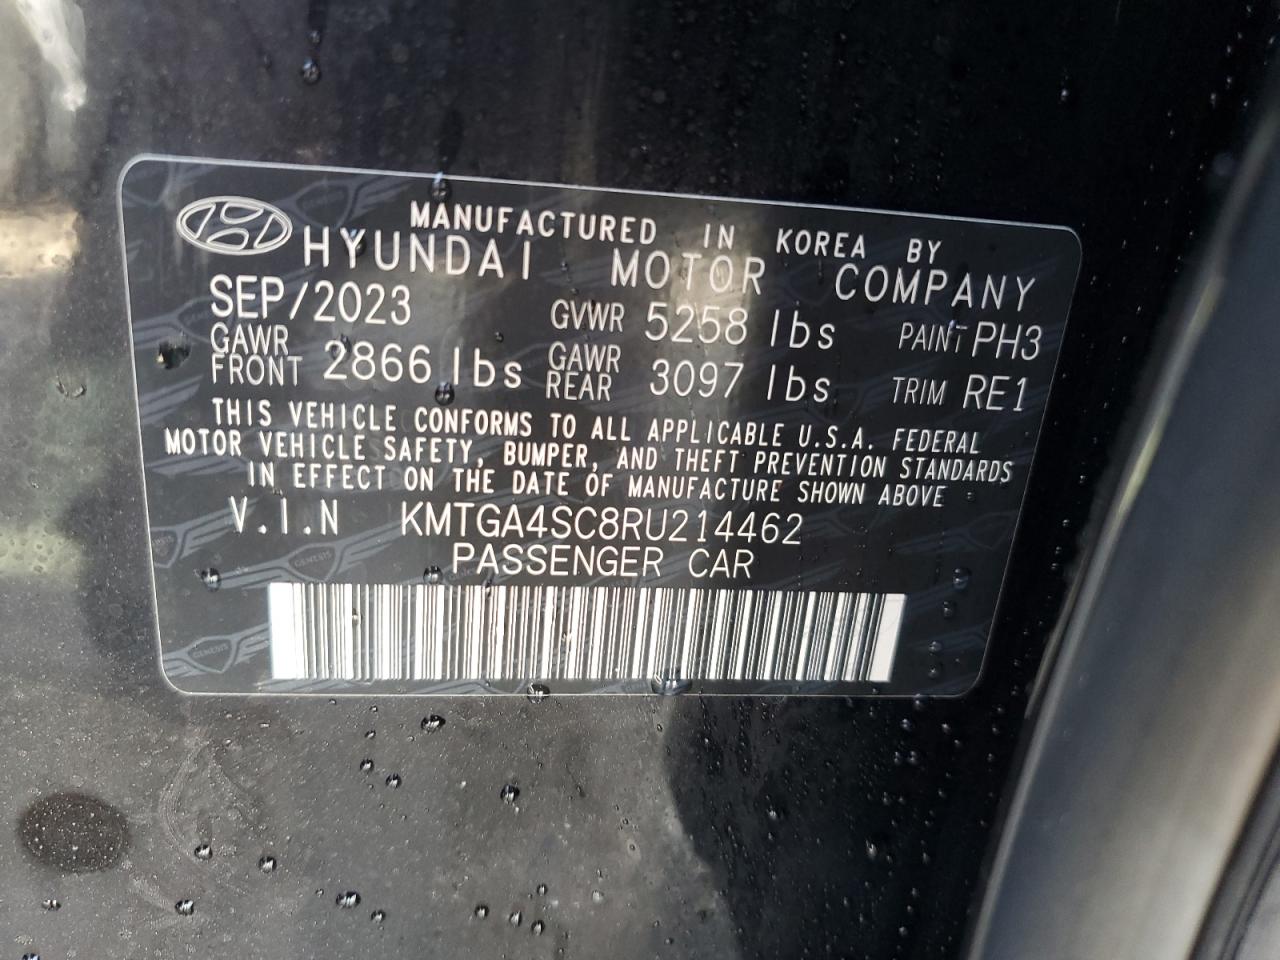 MANUFACTURED IN KOREA BY
HYUNDAI MOTOR COMPANY
SEP/2023 GVWR 5258 lbs PAINT PH3
GAWR FRONT 2866 lbs GAWR REAR 3097 lbs TRIM RE1
THIS VEHICLE CONFORMS TO ALL APPLICABLE U.S.A. FEDERAL
MOTOR VEHICLE SAFETY, BUMPER, AND THEFT PREVENTION STANDARDS
IN EFFECT ON THE DATE OF MANUFACTURE SHOWN ABOVE
V.I.N KMTGA4SC8RU214462
PASSENGER CAR
GENESIS
GENESIS